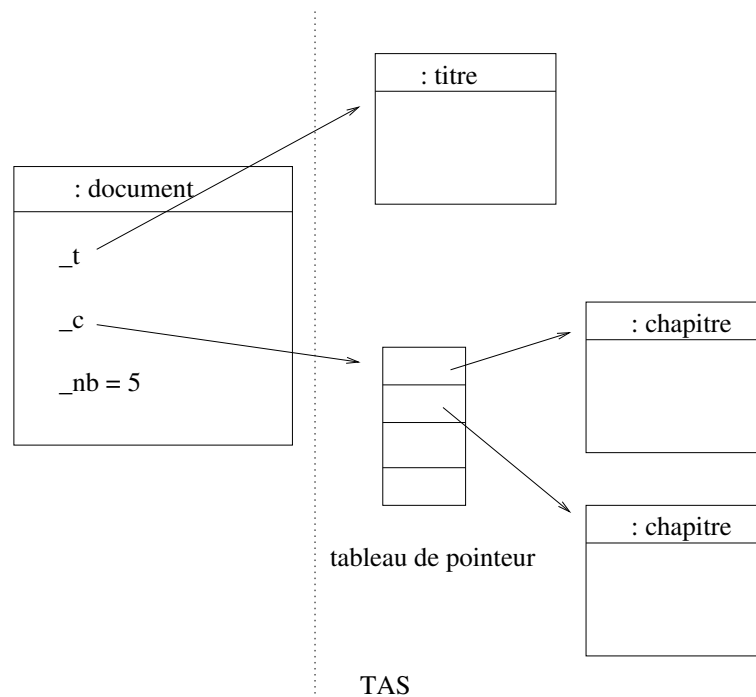 : titre
: document
_t
_c
_nb = 5
: chapitre
: chapitre
tableau de pointeur
TAS